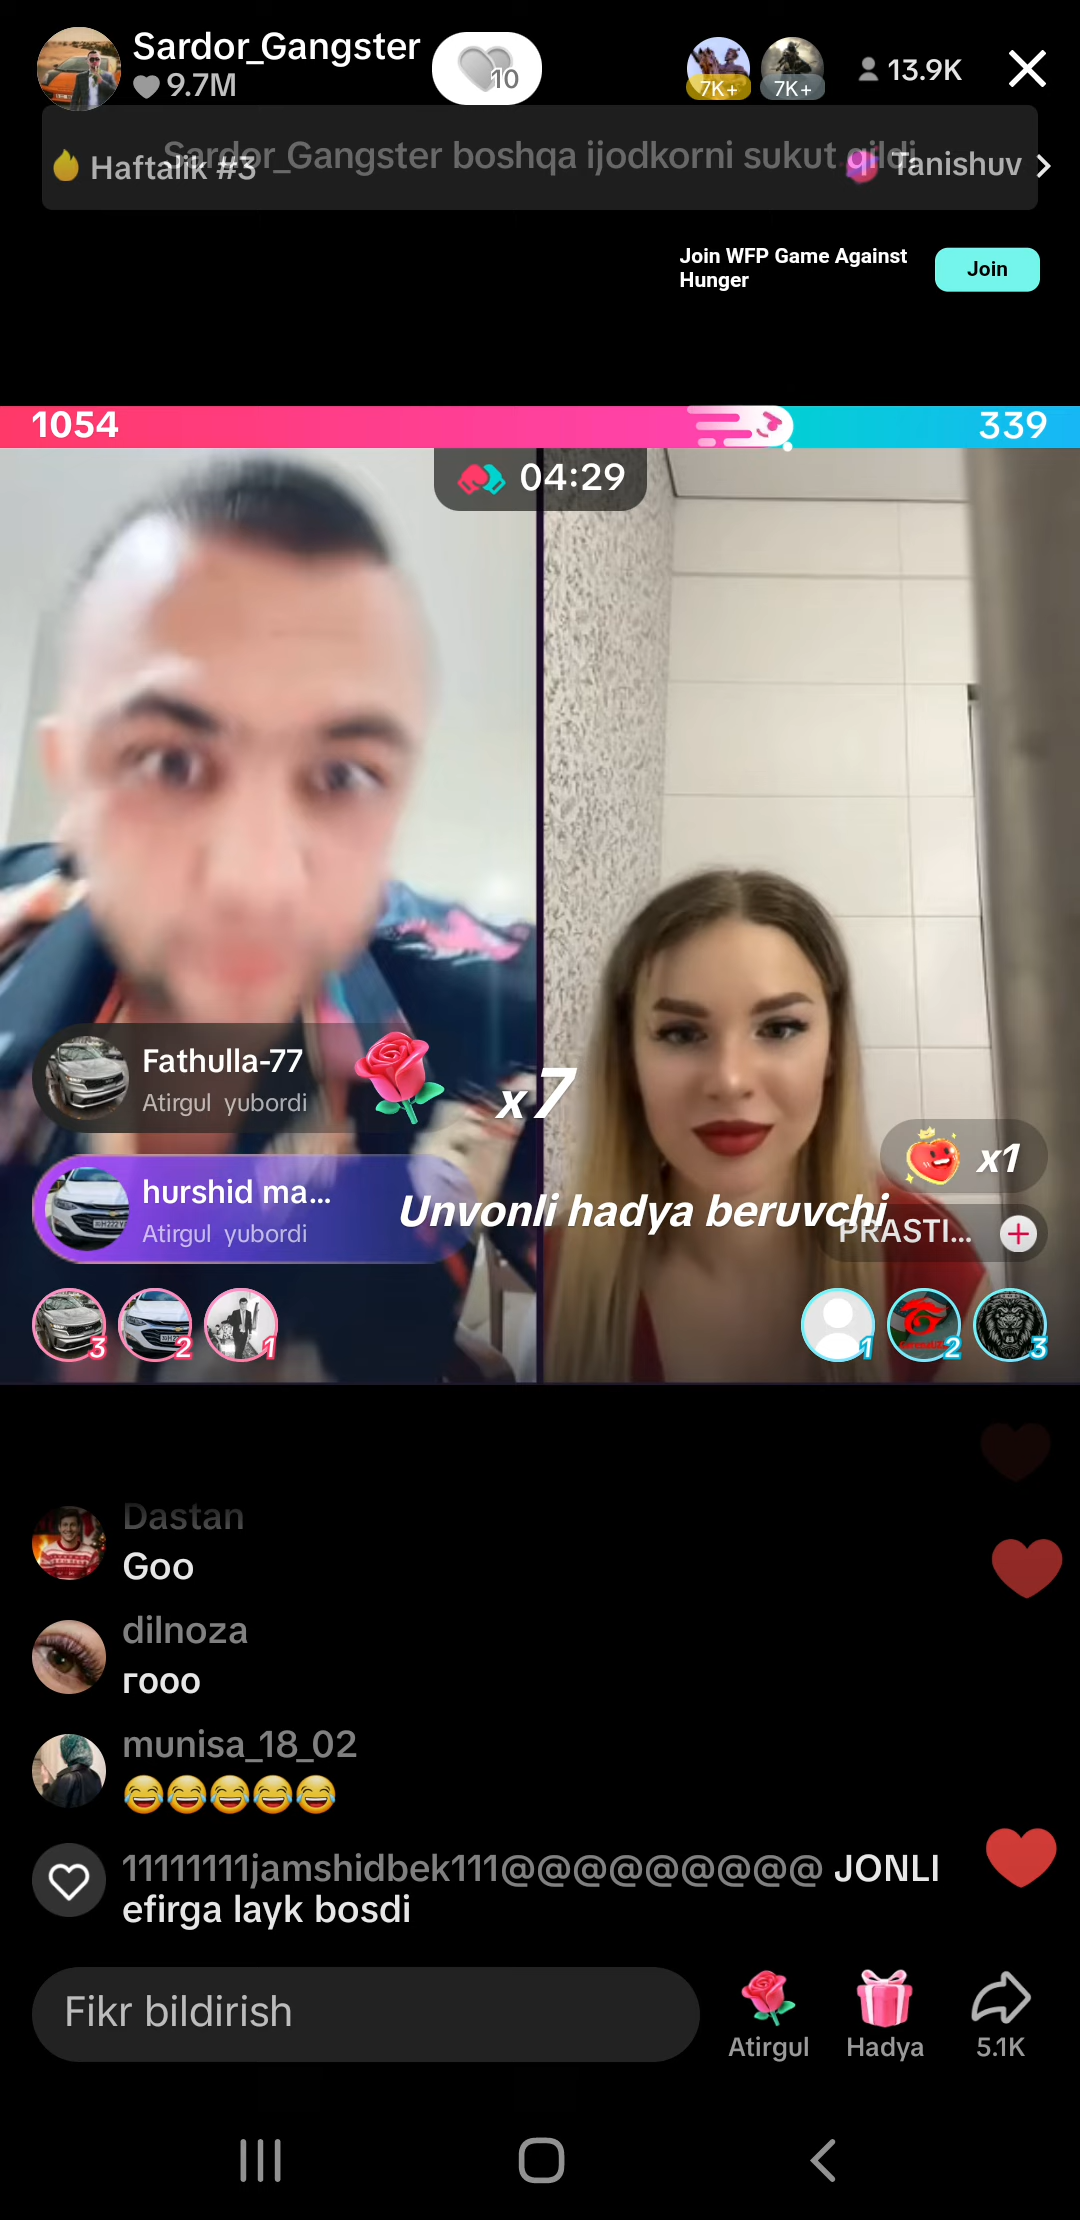 Sardor_Gangster
9.7M
10
7K+
7K+
13.9K
Sardor_Gangster boshqa ijodkorni sukut qildi
Haftalik #3
Tanishuv
Join WFP Game Against
Hunger
Join
1054
339
04:29
Fathulla-77
Atirgul yubordi
x7
hurshid ma...
Atirgul yubordi
Unvonli hadya beruvchi
x1
PRASTI...
3
2
1
1
2
3
Dastan
Goo
dilnoza
гооо
munisa_18_02
😂😂😂😂😂
11111111jamshidbek111@@@@@@@@@ JONLI
efirga layk bosdi
Fikr bildirish
Atirgul
Hadya
5.1K